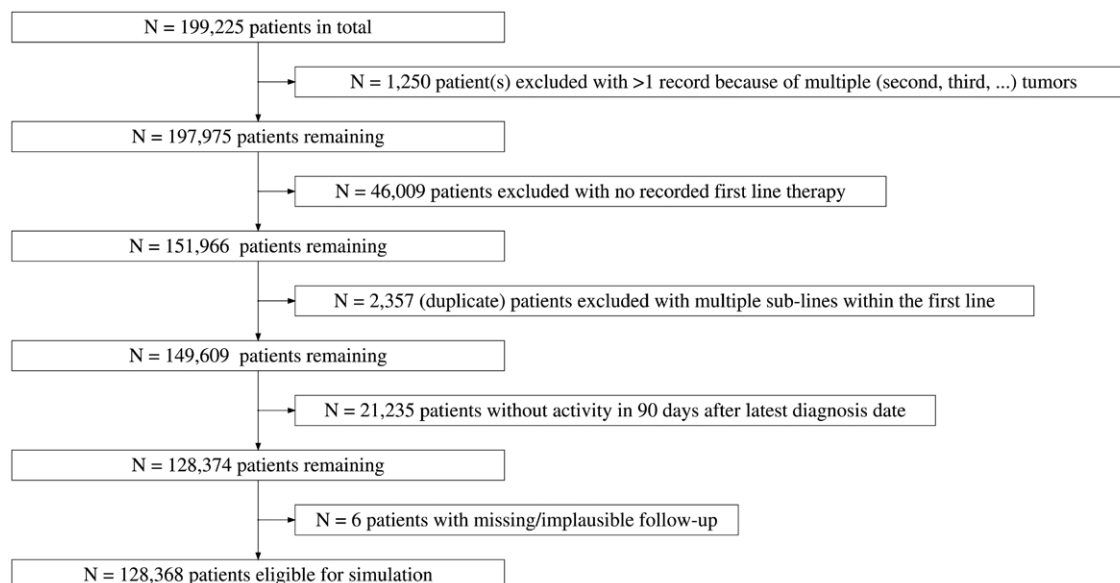 N = 199,225 patients in total
N = 1,250 patient(s) excluded with >1 record because of multiple (second, third, ...) tumors
N = 197,975 patients remaining
N = 46,009 patients excluded with no recorded first line therapy
N = 151,966 patients remaining
N = 2,357 (duplicate) patients excluded with multiple sub-lines within the first line
N = 149,609 patients remaining
N = 21,235 patients without activity in 90 days after latest diagnosis date
N = 128,374 patients remaining
N = 6 patients with missing/implausible follow-up
N = 128,368 patients eligible for simulation